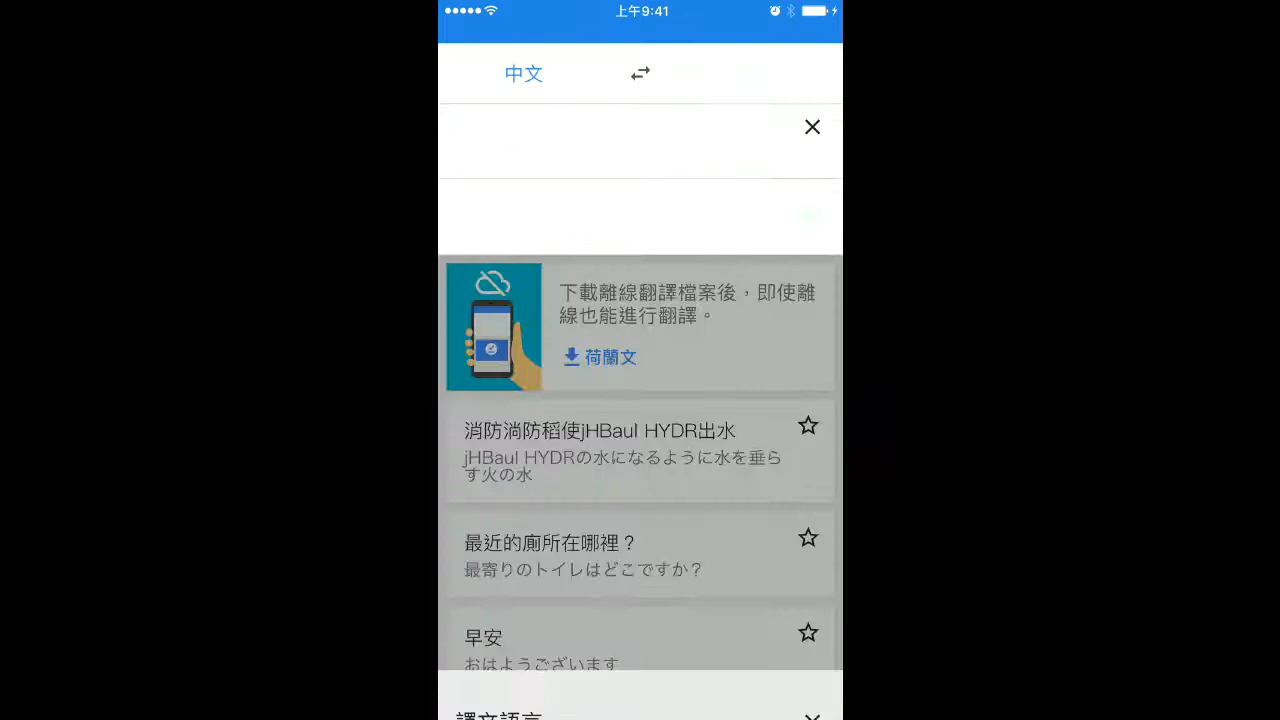 上午9:41
中文
下載離線翻譯檔案後，即使離
線也能進行翻譯。
荷蘭文
消防淌防稻使jHBaul HYDR出水
jHBaul HYDRの水になるように水を垂ら
す火の水
最近的廁所在哪裡？
最寄りのトイレはどこですか？
早安
おはようございます
譯文語言